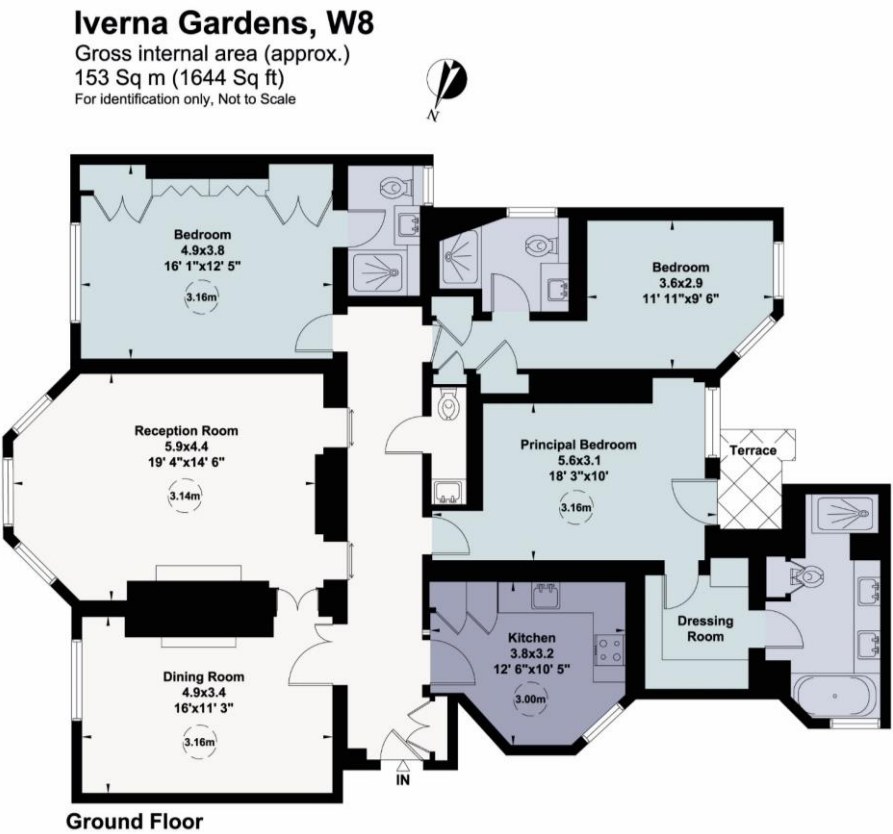 Iverna Gardens, W8
Gross internal area (approx.)
153 Sq m (1644 Sq ft)
For identification only, Not to Scale
N
Bedroom
4.9x3.8
16' 1"x12' 5"
3.16m
Bedroom
3.6x2.9
11' 11"x9' 6"
Reception Room
5.9x4.4
19' 4"x14' 6"
3.14m
Principal Bedroom
5.6x3.1
18' 3"x10'
3.16m
Terrace
Dressing
Room
Kitchen
3.8x3.2
12' 6"x10' 5"
3.00m
Dining Room
4.9x3.4
16'x11' 3"
3.16m
IN
Ground Floor